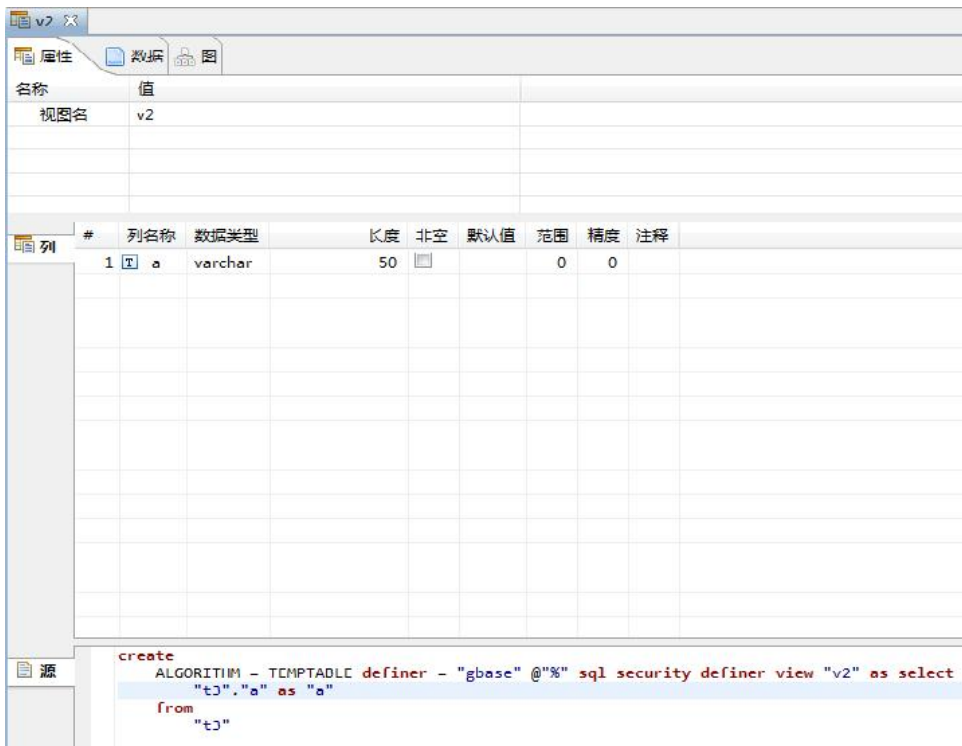 v2
属性 数据 图
名称 值
视图名 v2
列
# 列名称 数据类型 长度 非空 默认值 范围 精度 注释
1 T a varchar 50 0 0
源
create
ALGORITHM = TEMPTABLE definer = "gbase" @"%" sql security definer view "v2" as select
"t3"."a" as "a"
from
"t3"